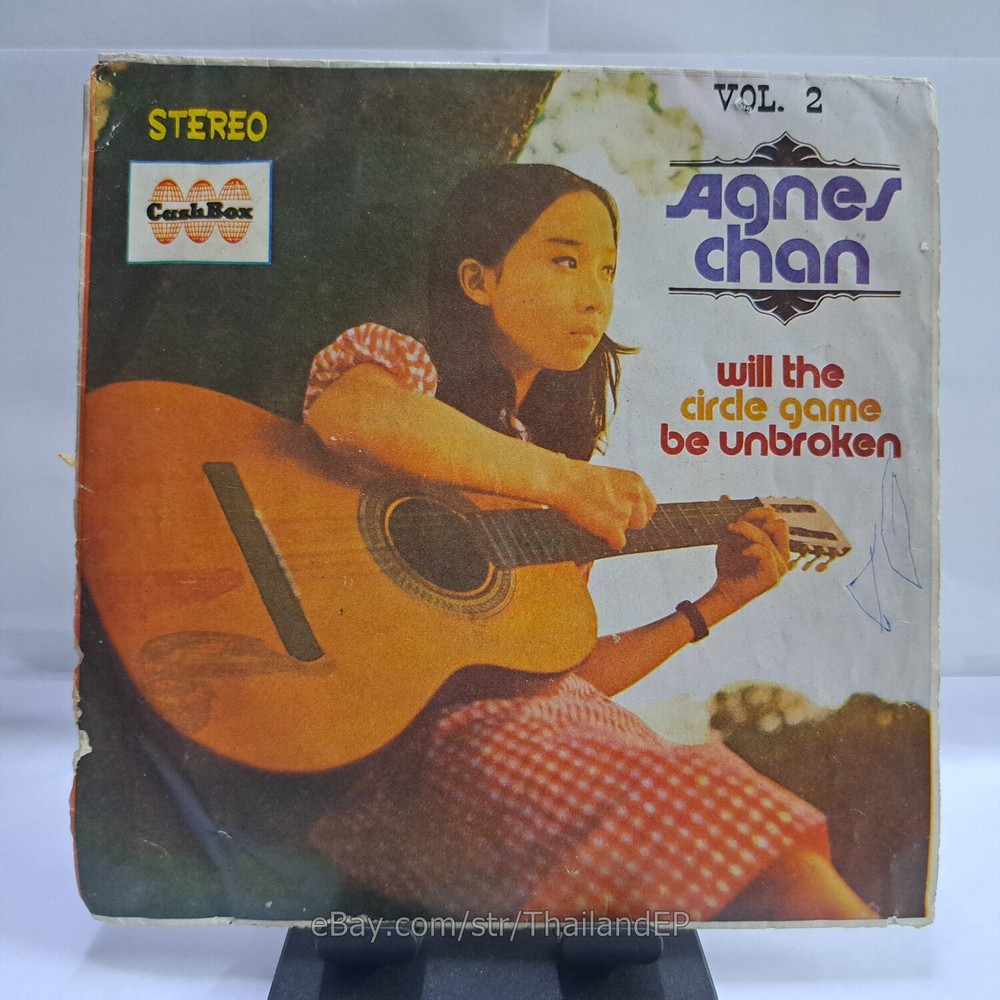 STEREO
CashBox
VOL. 2
Agnes
chan
will the
circle game
be unbroken
eBay.com/str/ThailandEP